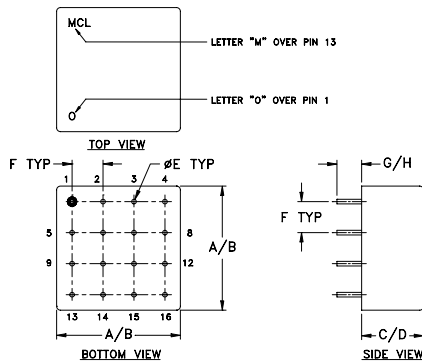 MCL
LETTER "M" OVER PIN 13
O
LETTER "O" OVER PIN 1
TOP VIEW
F TYP
ØE TYP
G/H
1 2 3 4
F TYP
5 8
A/B
9 12
13 14 15 16
A/B
C/D
BOTTOM VIEW
SIDE VIEW